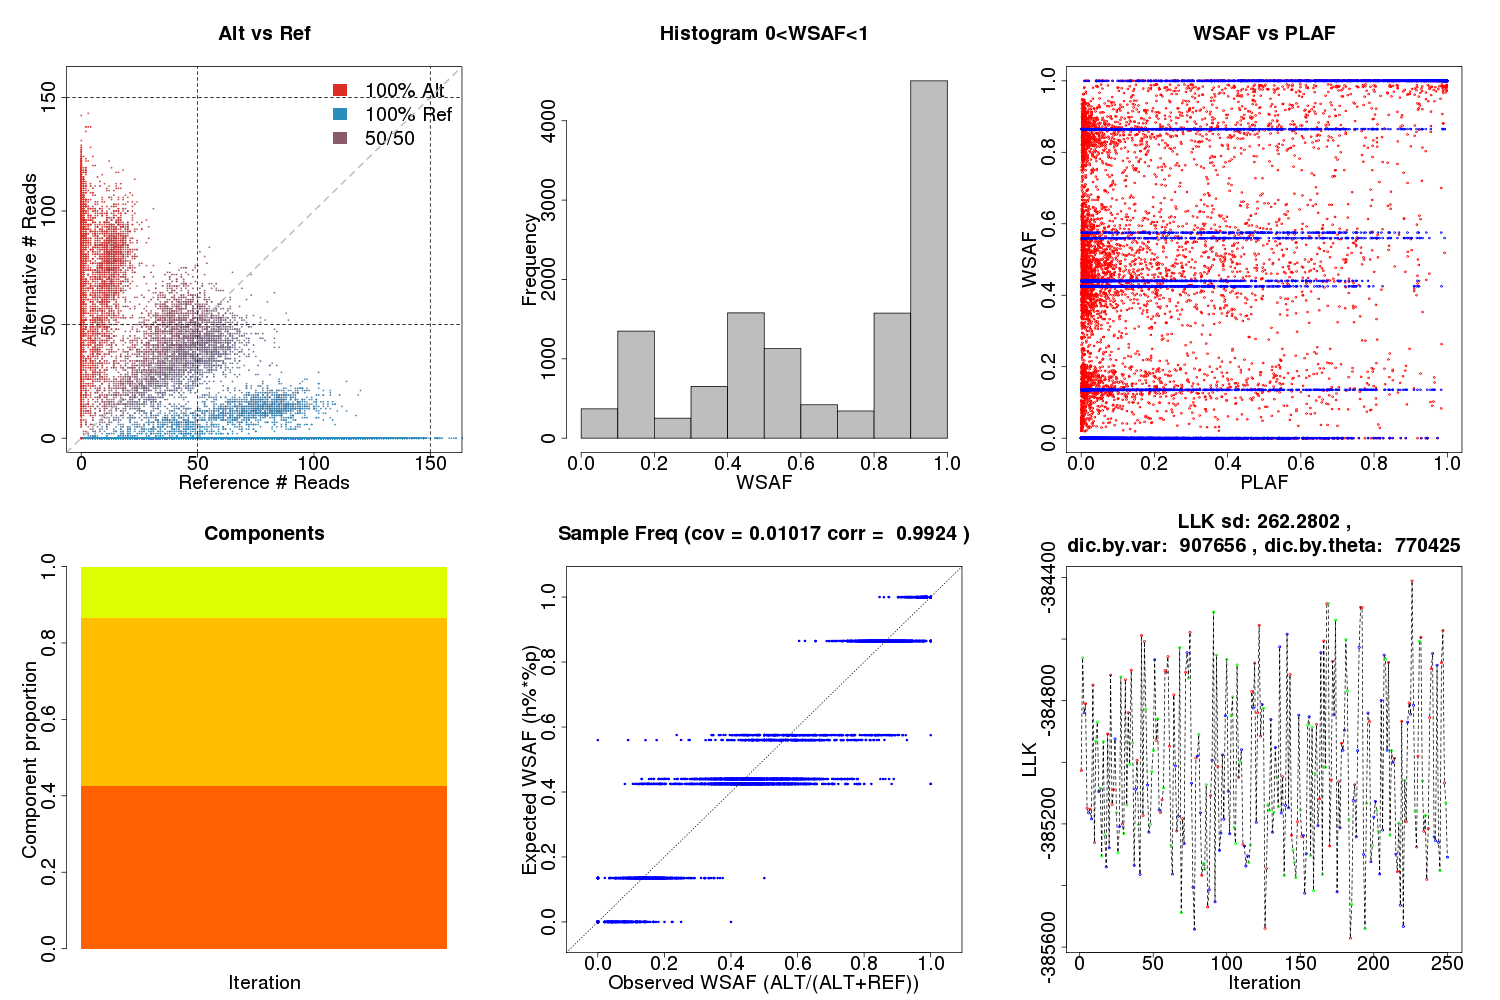 Alt vs Ref
150
100
50
0
Alternative # Reads
100% Alt
100% Ref
50/50
0 50 100 150
Reference # Reads
Histogram 0<WSAF<1
4000
3000
2000
1000
0
Frequency
0.0 0.2 0.4 0.6 0.8 1.0
WSAF
WSAF vs PLAF
1.0
0.8
0.6
0.4
0.2
0.0
WSAF
0.0 0.2 0.4 0.6 0.8 1.0
PLAF
Components
1.0
0.8
0.6
0.4
0.2
0.0
Component proportion
Iteration
Sample Freq (cov = 0.01017 corr = 0.9924 )
1.0
0.8
0.6
0.4
0.2
0.0
Expected WSAF (h%*%p)
0.0 0.2 0.4 0.6 0.8 1.0
Observed WSAF (ALT/(ALT+REF))
LLK sd: 262.2802 ,
dic.by.var: 907656 , dic.by.theta: 770425
-384400
-384800
-385200
-385600
LLK
0 50 100 150 200 250
Iteration